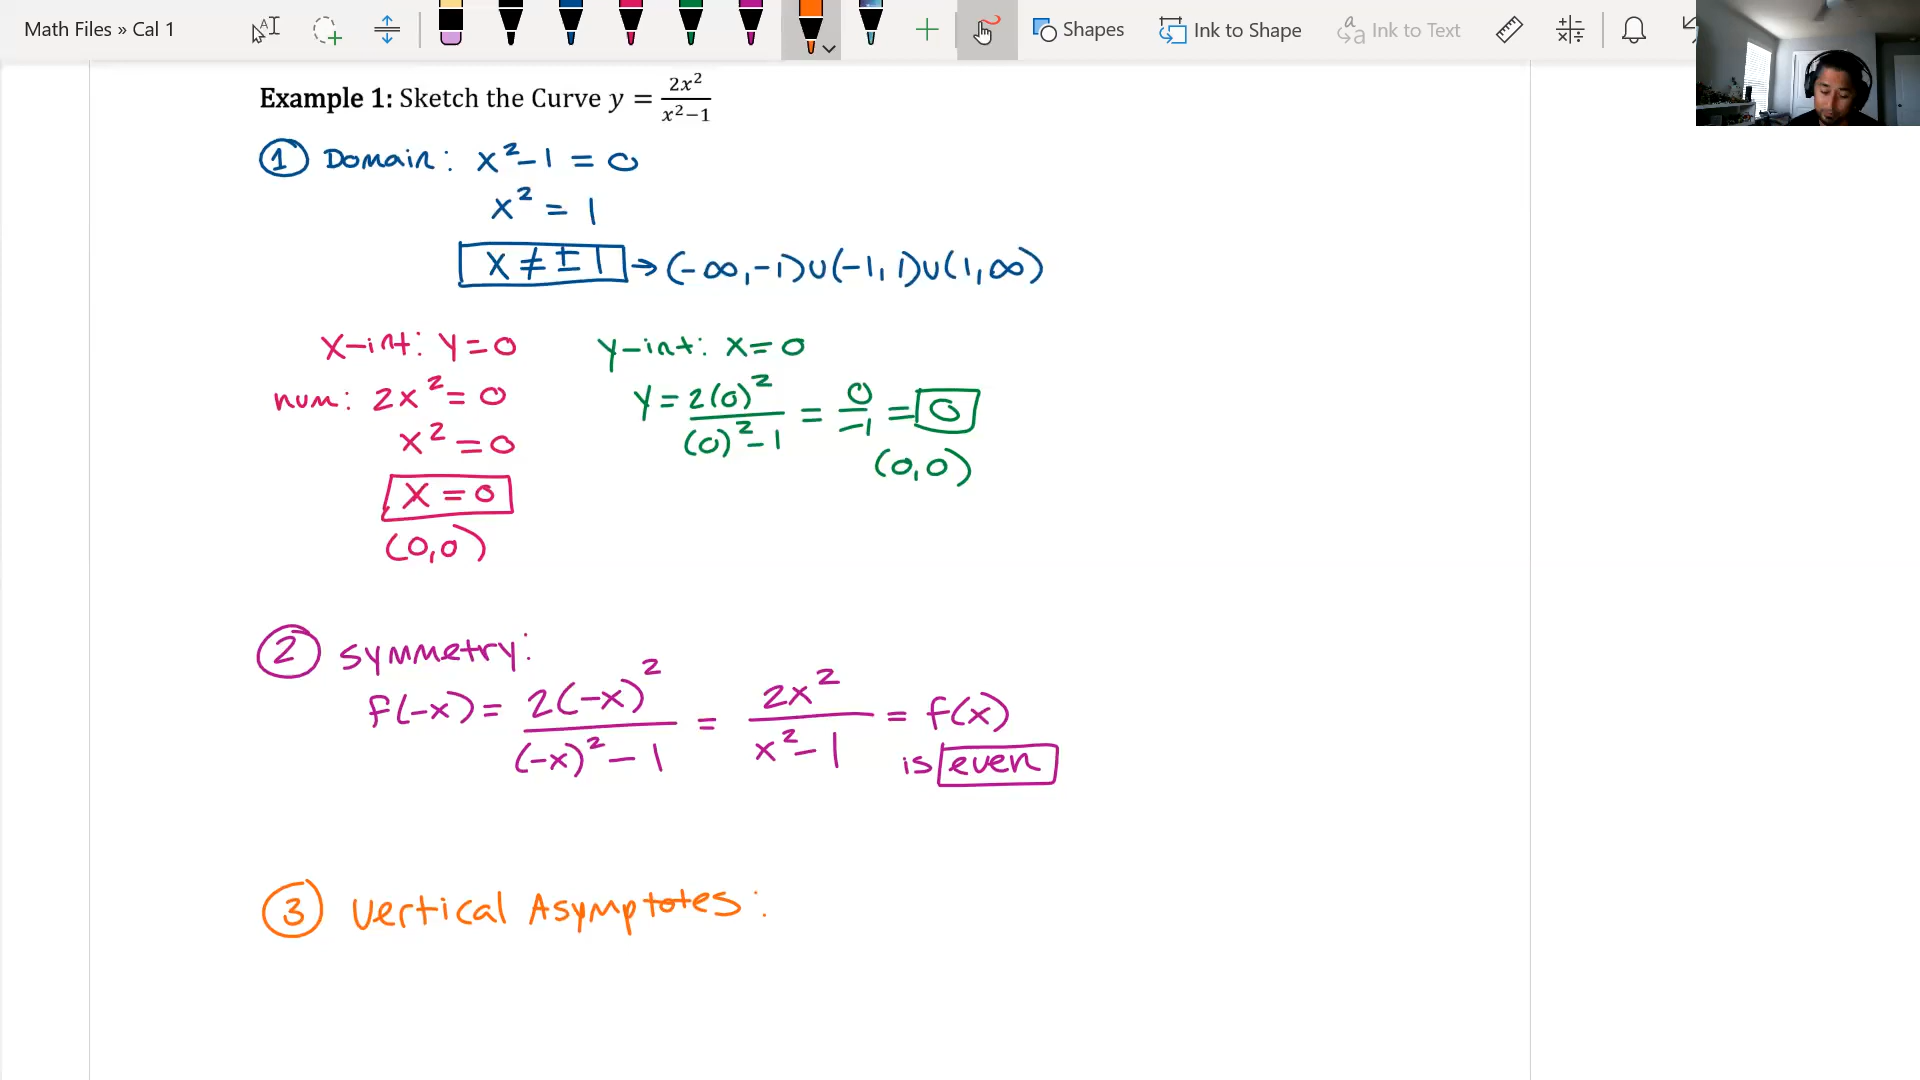 Math Files » Cal 1
Shapes
Ink to Shape
Ink to Text
Example 1: Sketch the Curve y = 2x²/(x²−1)
① Domain: x²-1 = 0
x² = 1
x ≠ ±1 → (-∞,-1)∪(-1,1)∪(1,∞)
x-int: y=0
num: 2x² = 0
x² = 0
x = 0
(0,0)
y-int: x=0
y = 2(0)²/((0)²-1) = 0/-1 = 0
(0,0)
② Symmetry:
f(-x) = 2(-x)²/((-x)²-1) = 2x²/(x²-1) = f(x)
is even
③ Vertical Asymptotes: